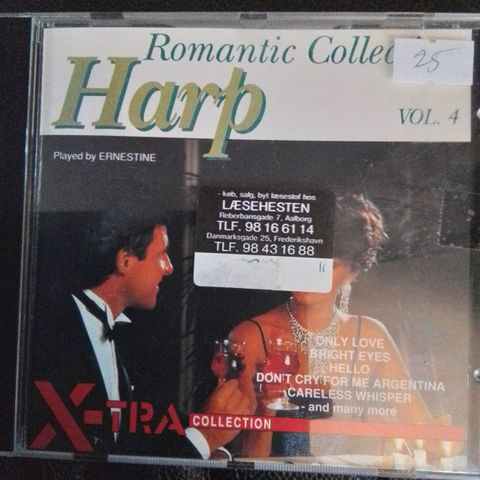 Romantic Collec
25
Harp
VOL. 4
Played by ERNESTINE
- køb, salg, byt læsestof hos
LÆSEHESTEN
Reberbansgade 7, Aalborg
TLF. 98 16 61 14
Danmarksgade 25, Frederikshavn
TLF. 98 43 16 88
ONLY LOVE
BRIGHT EYES
HELLO
DON'T CRY FOR ME ARGENTINA
CARELESS WHISPER
- and many more
X-TRA
COLLECTION